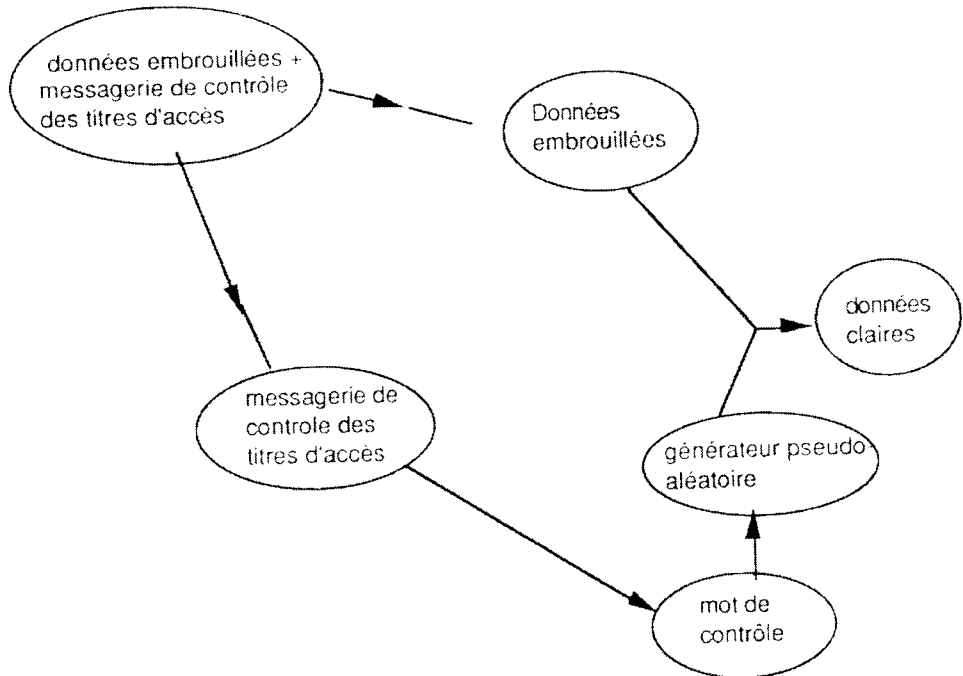 données embrouillées +
messagerie de contrôle
des titres d'accès
Données
embrouillées
données
claires
messagerie de
controle des
titres d'accès
générateur pseudo-
aléatoire
mot de
contrôle